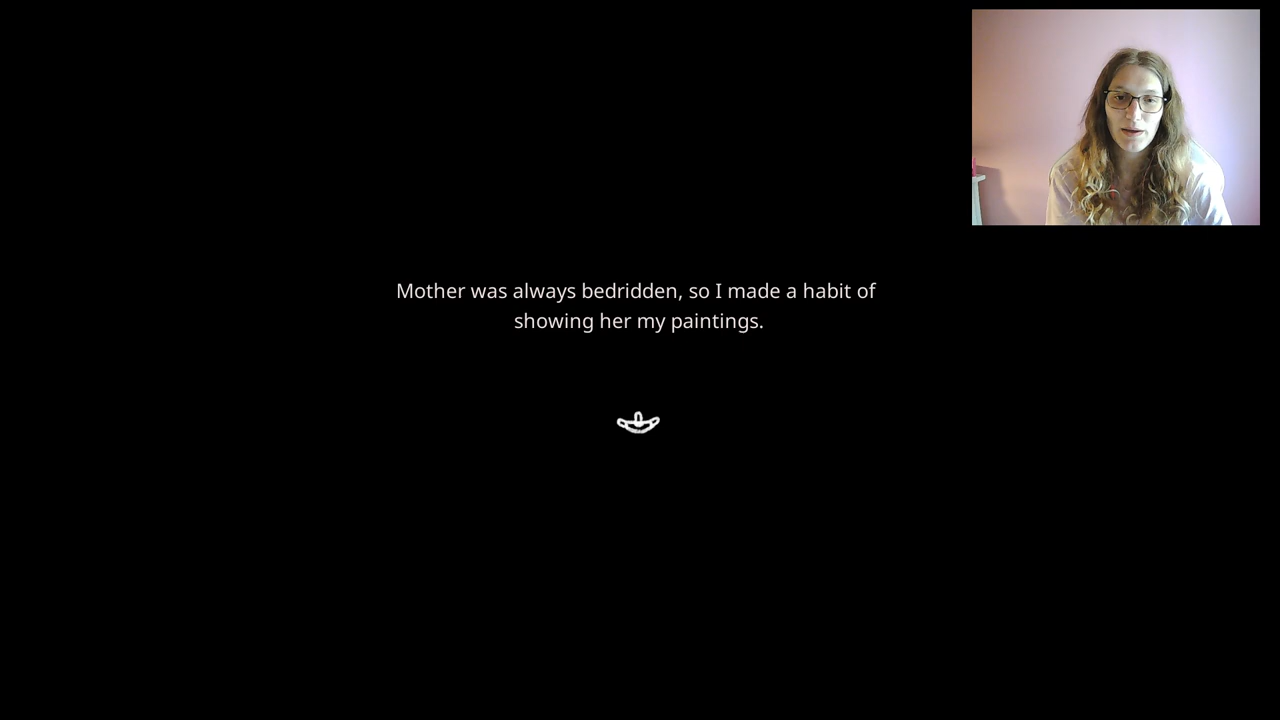 Mother was always bedridden, so I made a habit of
showing her my paintings.